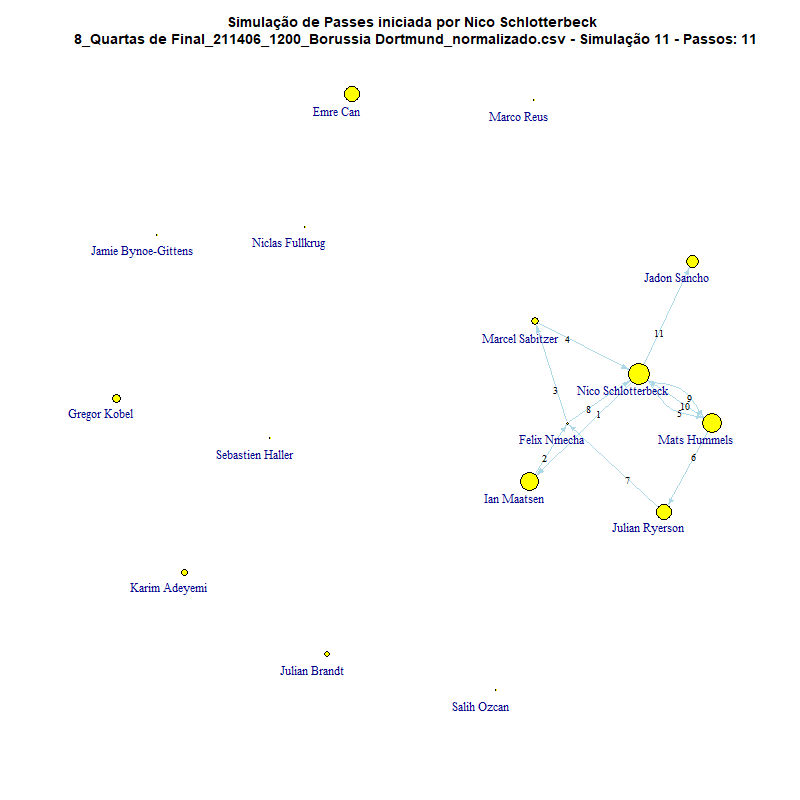 Simulação de Passes iniciada por Nico Schlotterbeck
8_Quartas de Final_211406_1200_Borussia Dortmund_normalizado.csv - Simulação 11 - Passos: 11
Emre Can
Marco Reus
Jamie Bynoe-Gittens
Niclas Fullkrug
Jadon Sancho
11
Marcel Sabitzer
4
3
Nico Schlotterbeck
9
10
5
8
1
Gregor Kobel
Felix Nmecha
Mats Hummels
Sebastien Haller
2
6
7
Ian Maatsen
Julian Ryerson
Karim Adeyemi
Julian Brandt
Salih Ozcan